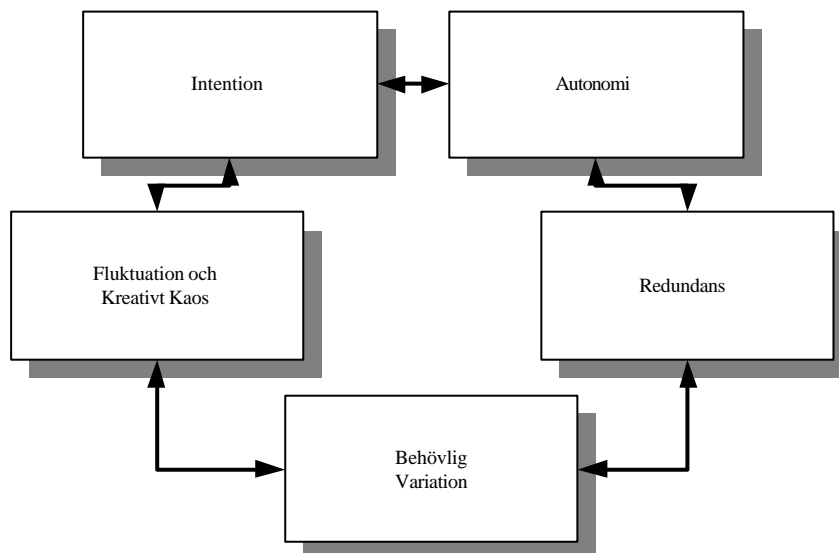 Intention
Autonomi
Fluktuation och
Kreativt Kaos
Redundans
Behövlig
Variation